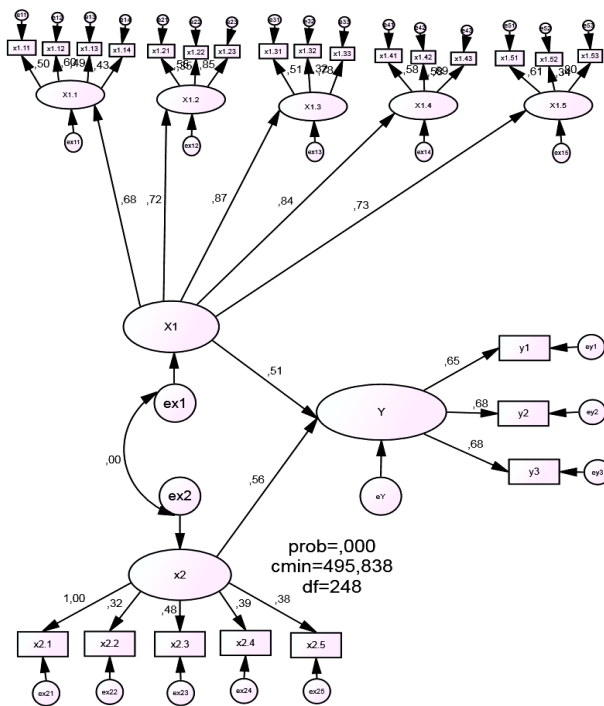 e11 e12 e13 e14 e21 e22 e23 e31 e32 e33 e41 e42 e43 e51 e52 e53
x1.11 x1.12 x1.13 x1.14 x1.21 x1.22 x1.23 x1.31 x1.32 x1.33 x1.41 x1.42 x1.43 x1.51 x1.52 x1.53
,50 ,60 ,49 ,43 ,85 ,51 ,32 ,58 ,61 ,34
X1.1 X1.2 X1.3 X1.4 X1.5
ex11 ex12 ex13 ex14 ex15
,68 ,72 ,87 ,84 ,73
X1
,51
ex1
,00
ex2
x2
,56
Y
eY
,65 y1 ey1
,68 y2 ey2
,68 y3 ey3
prob=,000
cmin=495,838
df=248
1,00 ,32 ,48 ,39 ,38
x2.1 x2.2 x2.3 x2.4 x2.5
ex21 ex22 ex23 ex24 ex25